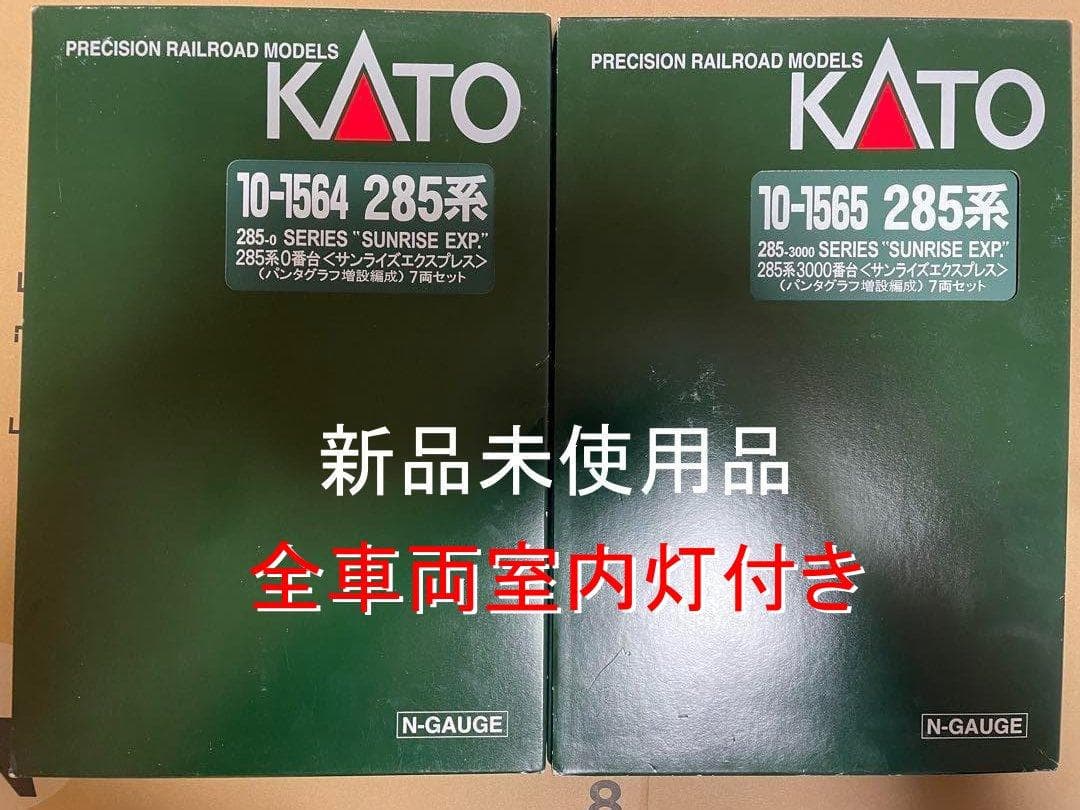 PRECISION RAILROAD MODELS
KATO
10-1564 285系
285-0 SERIES "SUNRISE EXP."
285系0番台<サンライズエクスプレス>
(パンタグラフ増設編成) 7両セット
N-GAUGE
PRECISION RAILROAD MODELS
KATO
10-1565 285系
285-3000 SERIES "SUNRISE EXP."
285系3000番台<サンライズエクスプレス>
(パンタグラフ増設編成) 7両セット
N-GAUGE
新品未使用品
全車両室内灯付き
8